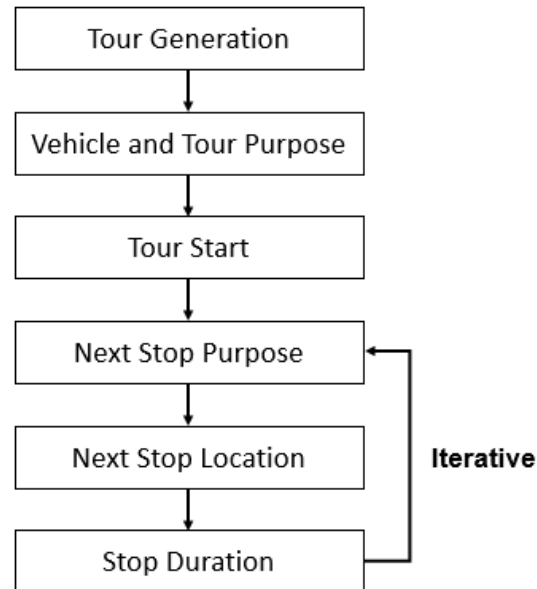 Tour Generation
Vehicle and Tour Purpose
Tour Start
Next Stop Purpose
Next Stop Location
Iterative
Stop Duration